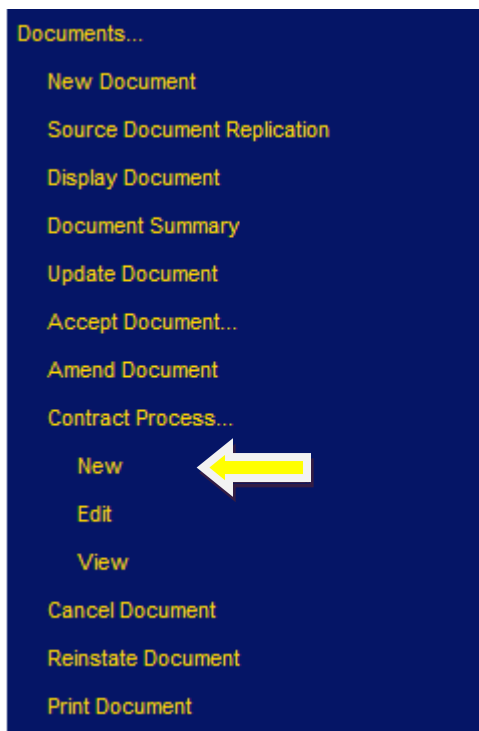 Documents...
New Document
Source Document Replication
Display Document
Document Summary
Update Document
Accept Document...
Amend Document
Contract Process...
New
Edit
View
Cancel Document
Reinstate Document
Print Document